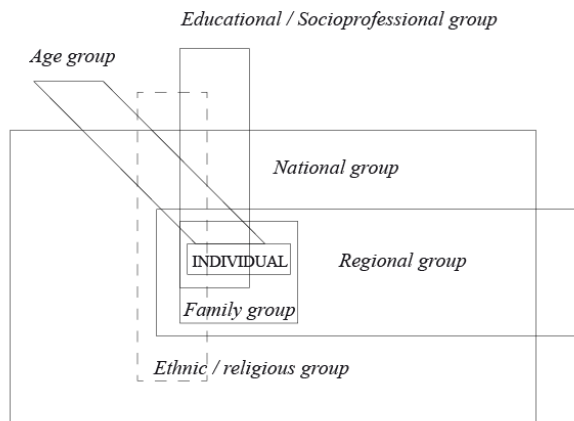 Educational / Socioprofessional group
Age group
National group
INDIVIDUAL
Regional group
Family group
Ethnic / religious group